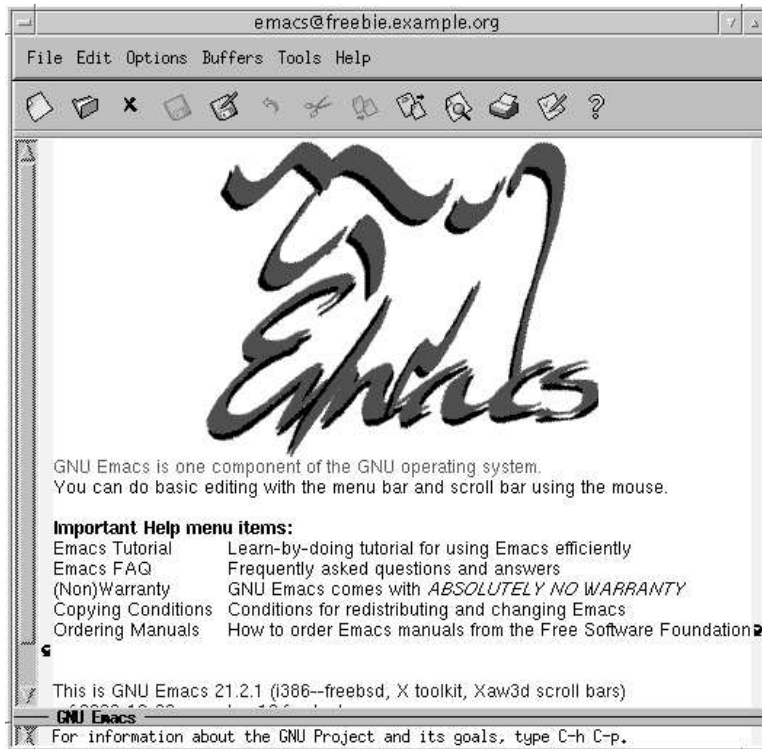 emacs@freebie.example.org
File Edit Options Buffers Tools Help
Emacs
GNU Emacs is one component of the GNU operating system.
You can do basic editing with the menu bar and scroll bar using the mouse.
Important Help menu items:
Emacs Tutorial Learn-by-doing tutorial for using Emacs efficiently
Emacs FAQ Frequently asked questions and answers
(Non)Warranty GNU Emacs comes with ABSOLUTELY NO WARRANTY
Copying Conditions Conditions for redistributing and changing Emacs
Ordering Manuals How to order Emacs manuals from the Free Software Foundation
This is GNU Emacs 21.2.1 (i386--freebsd, X toolkit, Xaw3d scroll bars)
GNU Emacs
For information about the GNU Project and its goals, type C-h C-p.